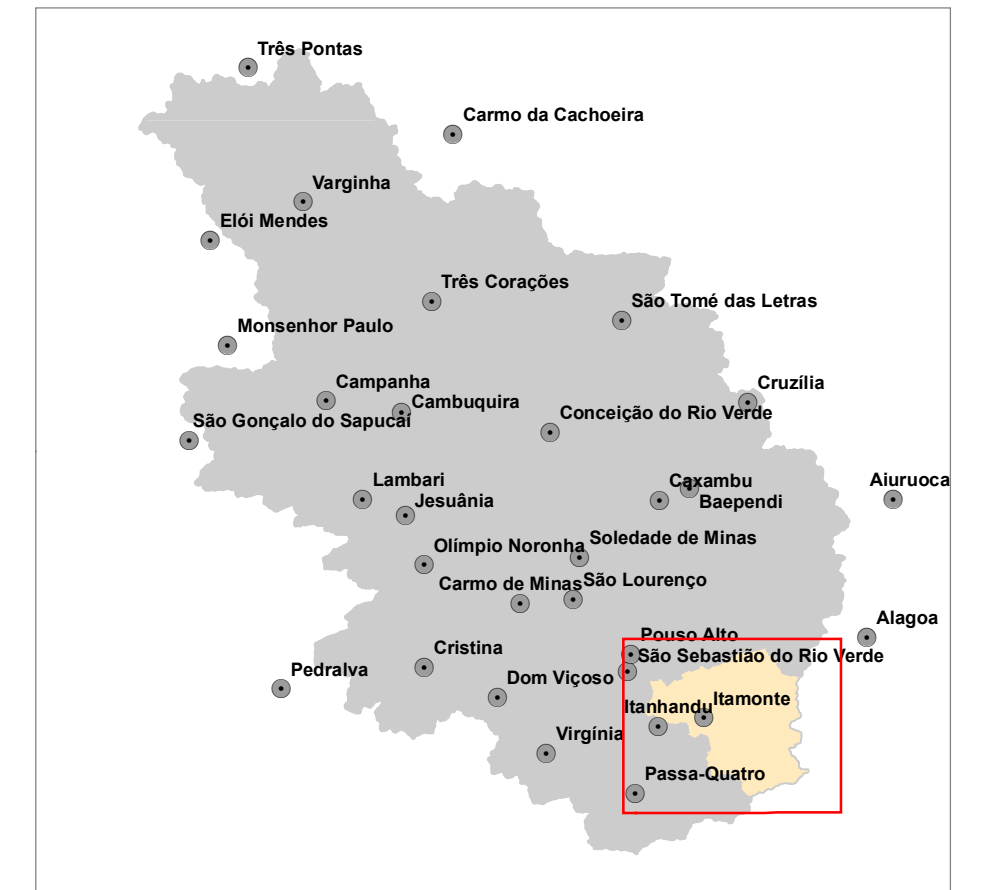 Três Pontas
Carmo da Cachoeira
Varginha
Elói Mendes
Três Corações
São Tomé das Letras
Monsenhor Paulo
Campanha
Cruzília
Cambuquira
Conceição do Rio Verde
São Gonçalo do Sapucaí
Lambari
Caxambu
Aiuruoca
Jesuânia
Baependi
Soledade de Minas
Olímpio Noronha
Carmo de Minas
São Lourenço
Alagoa
Pouso Alto
Cristina
São Sebastião do Rio Verde
Pedralva
Dom Viçoso
Itamonte
Itanhandu
Virgínia
Passa-Quatro